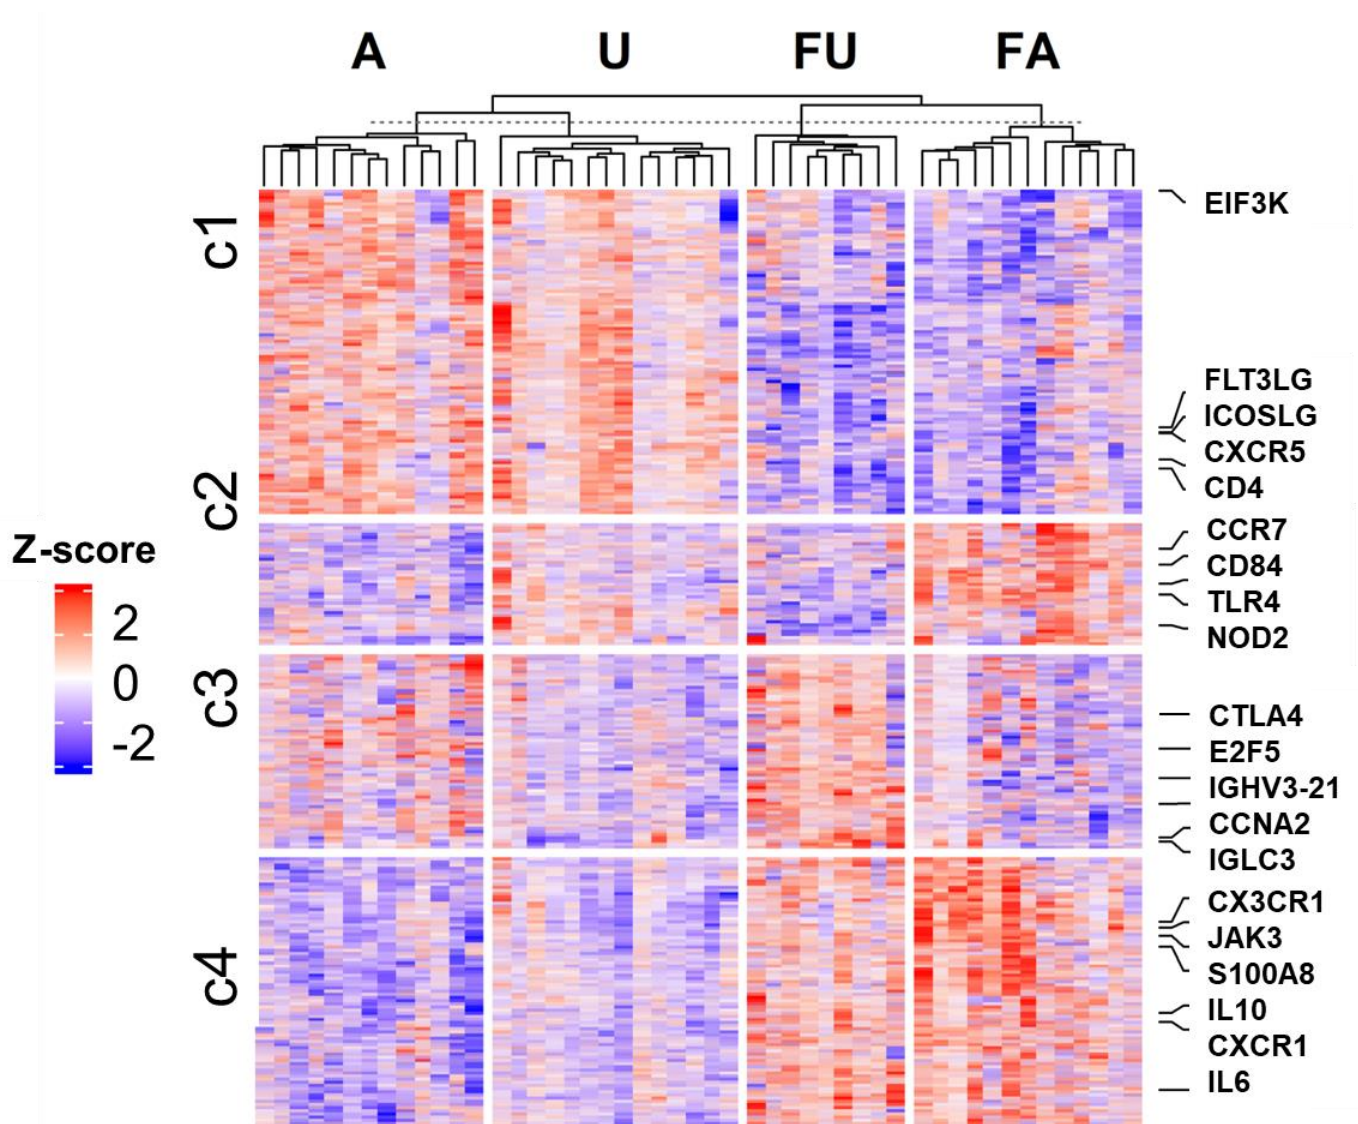 A U FU FA
c1
c2
c3
c4
Z-score
2
0
-2
EIF3K
FLT3LG
ICOSLG
CXCR5
CD4
CCR7
CD84
TLR4
NOD2
CTLA4
E2F5
IGHV3-21
CCNA2
IGLC3
CX3CR1
JAK3
S100A8
IL10
CXCR1
IL6